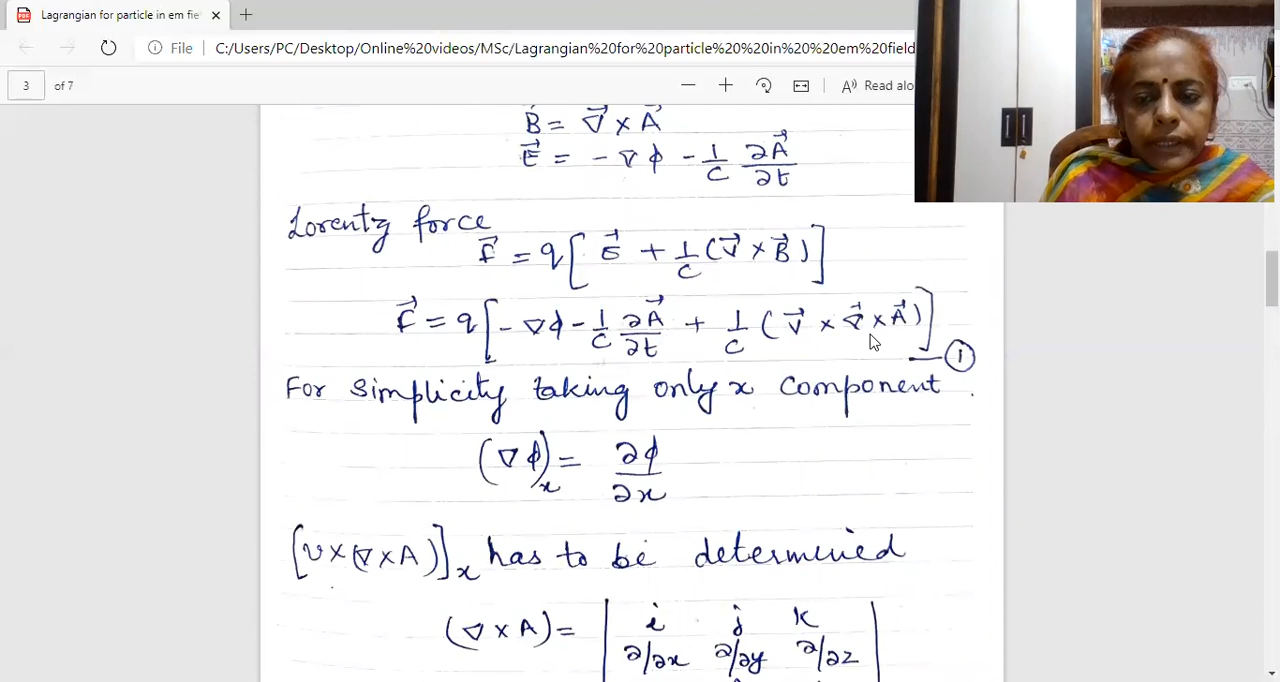 Lagrangian for particle in em fie
File C:/Users/PC/Desktop/Online%20videos/MSc/Lagrangian%20for%20particle%20%20in%20%20em%20field
3 of 7
Read alo
B⃗ = ∇⃗ × A⃗
E⃗ = - ∇ϕ - 1/c ∂A⃗/∂t
Lorentz force
F⃗ = q[ E⃗ + 1/c (v⃗ × B⃗)]
F⃗ = q[- ∇ϕ - 1/c ∂A⃗/∂t + 1/c (v⃗ × ∇⃗ × A⃗)] — ①
For simplicity taking only x component.
(∇ϕ)x = ∂ϕ/∂x
[v×(∇×A)]x has to be determined
(∇ × A) = | i j k
∂/∂x ∂/∂y ∂/∂z |